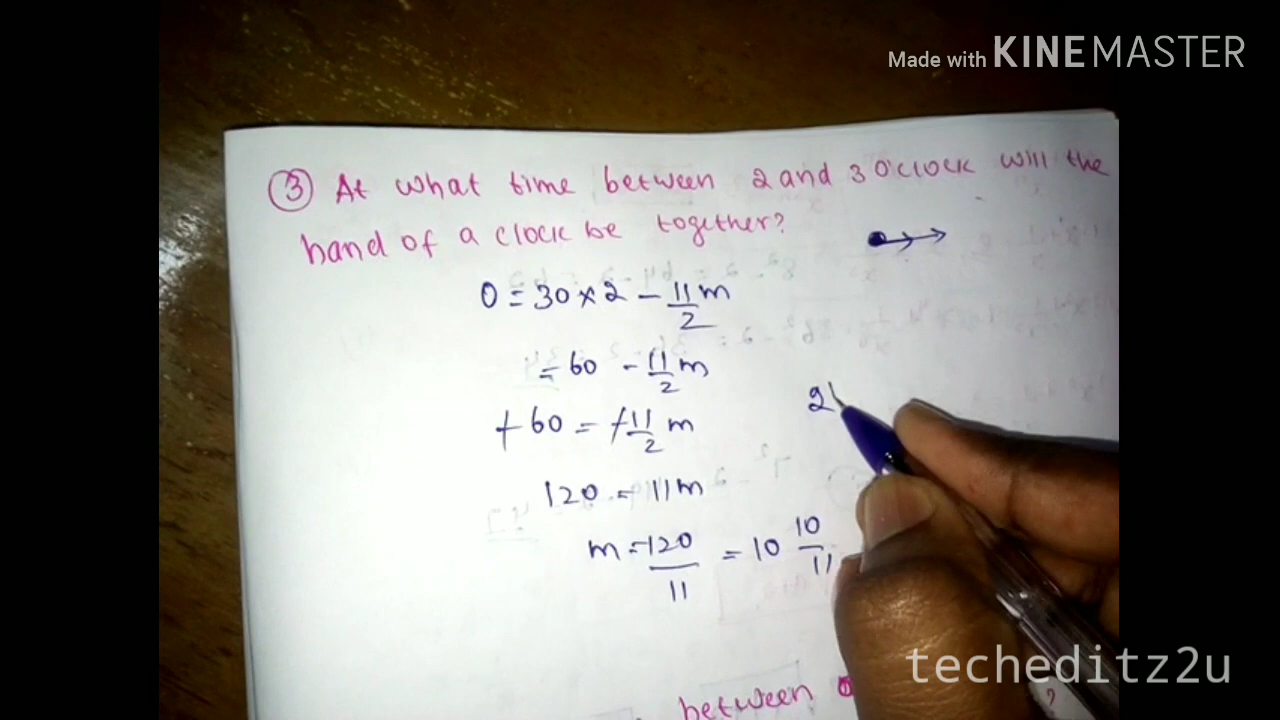 Made with KINEMASTER
③ At what time between 2 and 3 o'clock will the
hand of a clock be together?
0 = 30 × 2 - 11/2 m
= 60 - 11/2 m
+ 60 = + 11/2 m
120 = 11m
m = 120/11 = 10 10/11
2
techeditz2u
between
?